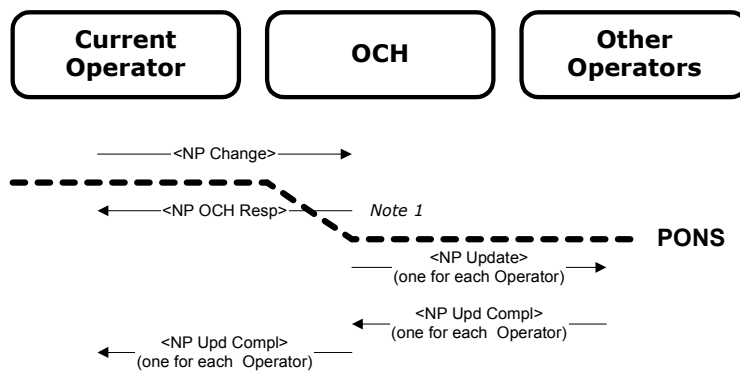 Current
Operator
OCH
Other
Operators
<NP Change>
<NP OCH Resp>
Note 1
PONS
<NP Update>
(one for each Operator)
<NP Upd Compl>
(one for each Operator)
<NP Upd Compl>
(one for each Operator)